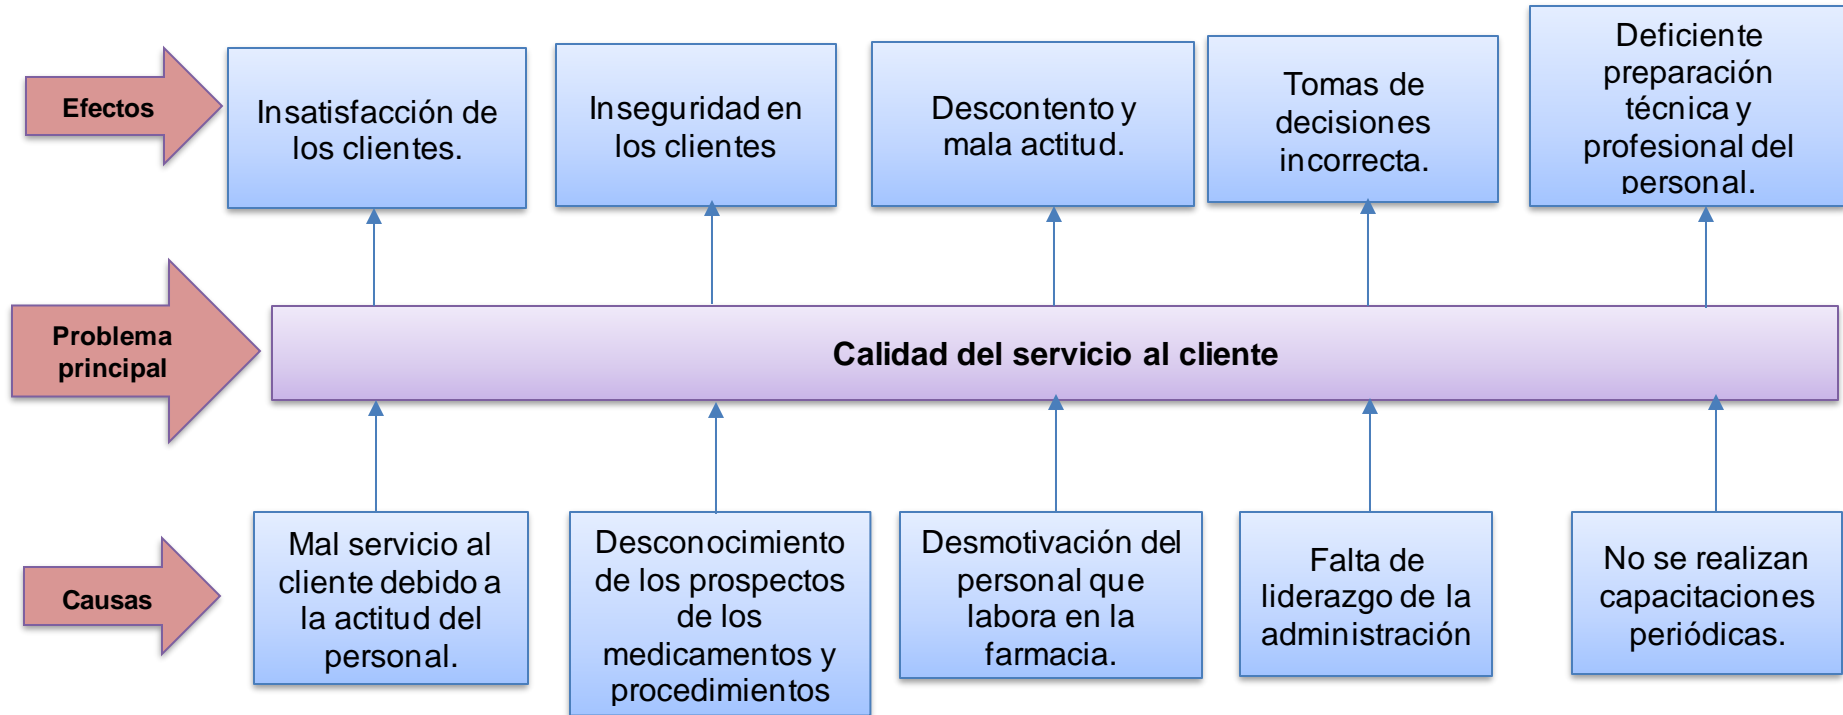 Efectos
Insatisfacción de
los clientes.
Inseguridad en
los clientes
Descontento y
mala actitud.
Tomas de
decisiones
incorrecta.
Deficiente
preparación
técnica y
profesional del
personal.
Problema
principal
Calidad del servicio al cliente
Causas
Mal servicio al
cliente debido a
la actitud del
personal.
Desconocimiento
de los prospectos
de los
medicamentos y
procedimientos
Desmotivación del
personal que
labora en la
farmacia.
Falta de
liderazgo de la
administración
No se realizan
capacitaciones
periódicas.